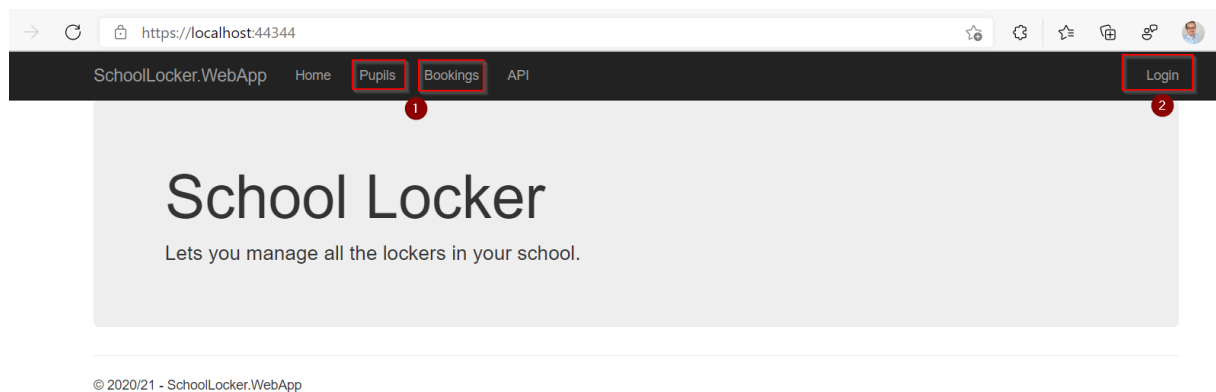 https://localhost:44344
SchoolLocker.WebApp Home Pupils Bookings API Login
1 2
School Locker
Lets you manage all the lockers in your school.
© 2020/21 - SchoolLocker.WebApp